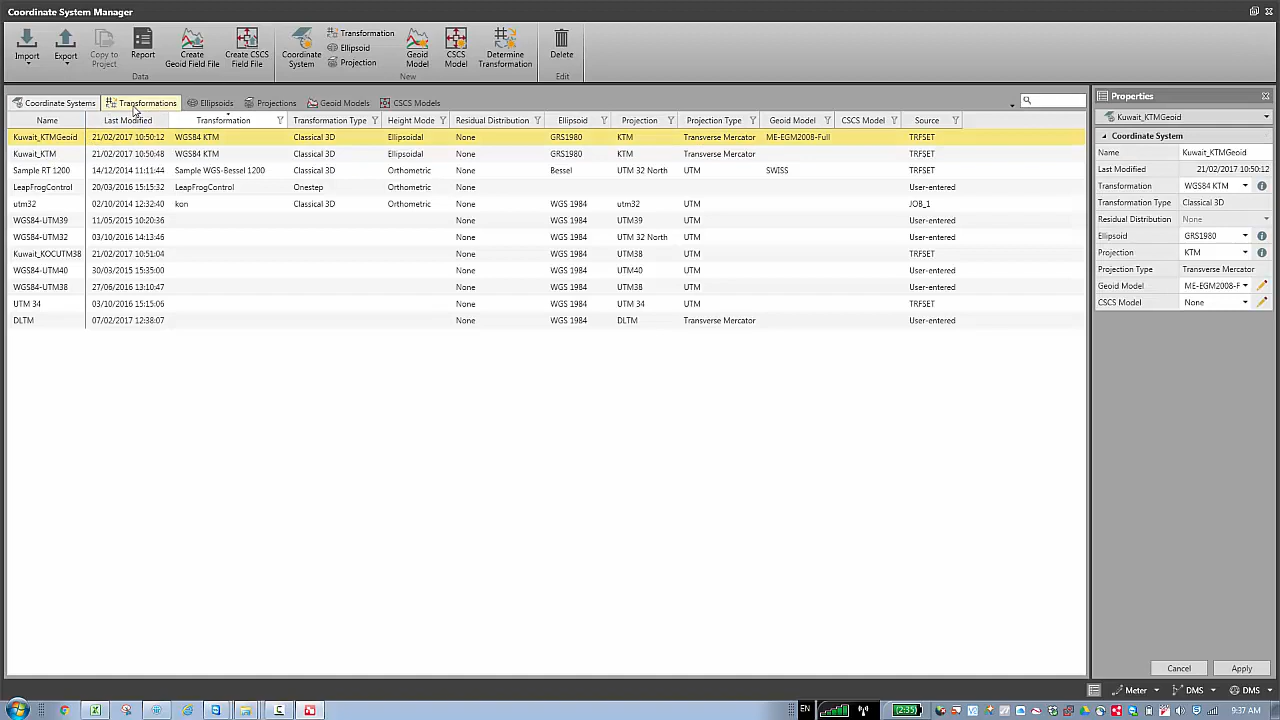 Coordinate System Manager
Import
Export
Copy to Project
Report
Create Geoid Field File
Create CSCS Field File
Data
Coordinate System
Transformation
Ellipsoid
Projection
Geoid Model
CSCS Model
Determine Transformation
New
Delete
Edit
Coordinate Systems Transformations Ellipsoids Projections Geoid Models CSCS Models
Name Last Modified Transformation Transformation Type Height Mode Residual Distribution Ellipsoid Projection Projection Type Geoid Model CSCS Model Source
Kuwait_KTMGeoid 21/02/2017 10:50:12 WGS84 KTM Classical 3D Ellipsoidal None GRS1980 KTM Transverse Mercator ME-EGM2008-Full TRFSET
Kuwait_KTM 21/02/2017 10:50:48 WGS84 KTM Classical 3D Ellipsoidal None GRS1980 KTM Transverse Mercator TRFSET
Sample RT 1200 14/12/2014 11:11:44 Sample WGS-Bessel 1200 Classical 3D Orthometric None Bessel UTM 32 North UTM SWISS TRFSET
LeapFrogControl 20/03/2016 15:15:32 LeapFrogControl Onestep Orthometric None User-entered
utm32 02/10/2014 12:32:40 kon Classical 3D Orthometric None WGS 1984 utm32 UTM JOB_1
WGS84-UTM39 11/05/2015 10:20:36 None WGS 1984 UTM39 UTM User-entered
WGS84-UTM32 03/10/2016 14:13:46 None WGS 1984 UTM 32 North UTM User-entered
Kuwait_KOCUTM38 21/02/2017 10:51:04 None WGS 1984 UTM38 UTM TRFSET
WGS84-UTM40 30/03/2015 15:35:00 None WGS 1984 UTM40 UTM User-entered
WGS84-UTM38 27/06/2016 13:10:47 None WGS 1984 UTM38 UTM User-entered
UTM 34 03/10/2016 15:15:06 None WGS 1984 UTM 34 UTM TRFSET
DLTM 07/02/2017 12:38:07 None WGS 1984 DLTM Transverse Mercator User-entered
Properties
Kuwait_KTMGeoid
Coordinate System
Name Kuwait_KTMGeoid
Last Modified 21/02/2017 10:50:12
Transformation WGS84 KTM
Transformation Type Classical 3D
Residual Distribution None
Ellipsoid GRS1980
Projection KTM
Projection Type Transverse Mercator
Geoid Model ME-EGM2008-F
CSCS Model None
Cancel Apply
Meter DMS DMS
EN (2:35) 9:37 AM